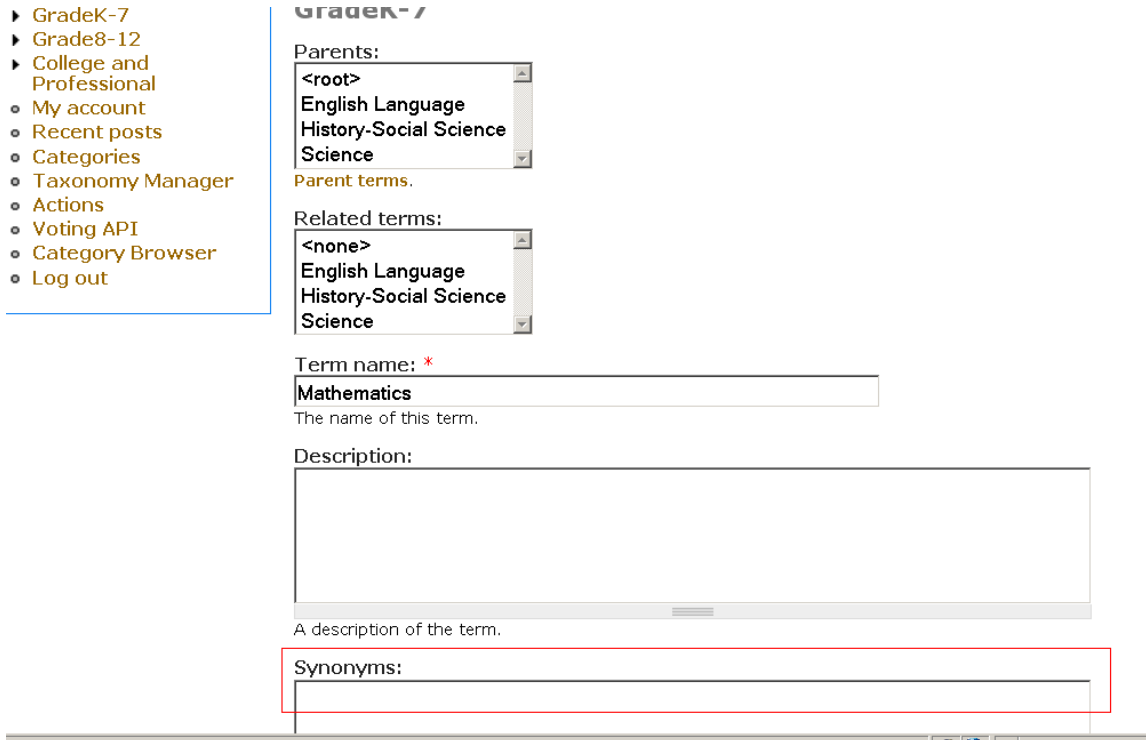 GradeK-7
Grade8-12
College and
Professional
My account
Recent posts
Categories
Taxonomy Manager
Actions
Voting API
Category Browser
Log out
GradeK-7
Parents:
<root>
English Language
History-Social Science
Science
Parent terms.
Related terms:
<none>
English Language
History-Social Science
Science
Term name: *
Mathematics
The name of this term.
Description:
A description of the term.
Synonyms: